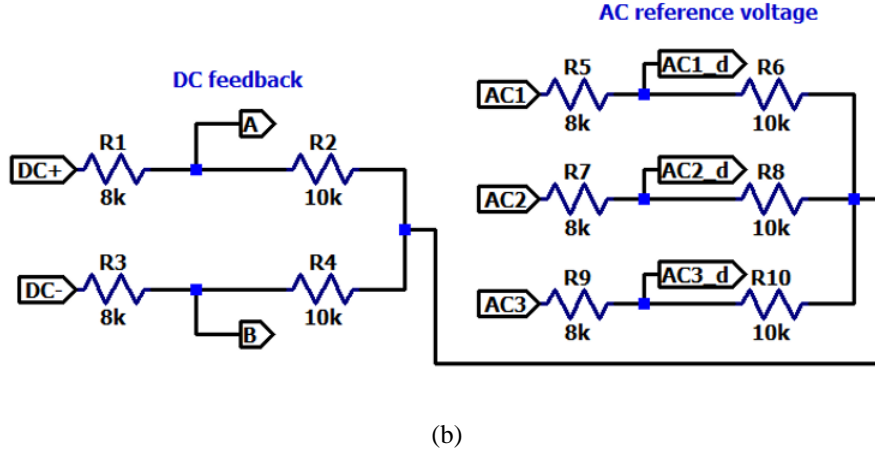 AC reference voltage
DC feedback
R5
AC1_d
R6
AC1
8k
10k
A
R1
R2
DC+
8k
10k
R7
AC2_d
R8
AC2
8k
10k
R3
R4
DC-
8k
10k
B
R9
AC3_d
R10
AC3
8k
10k
(b)